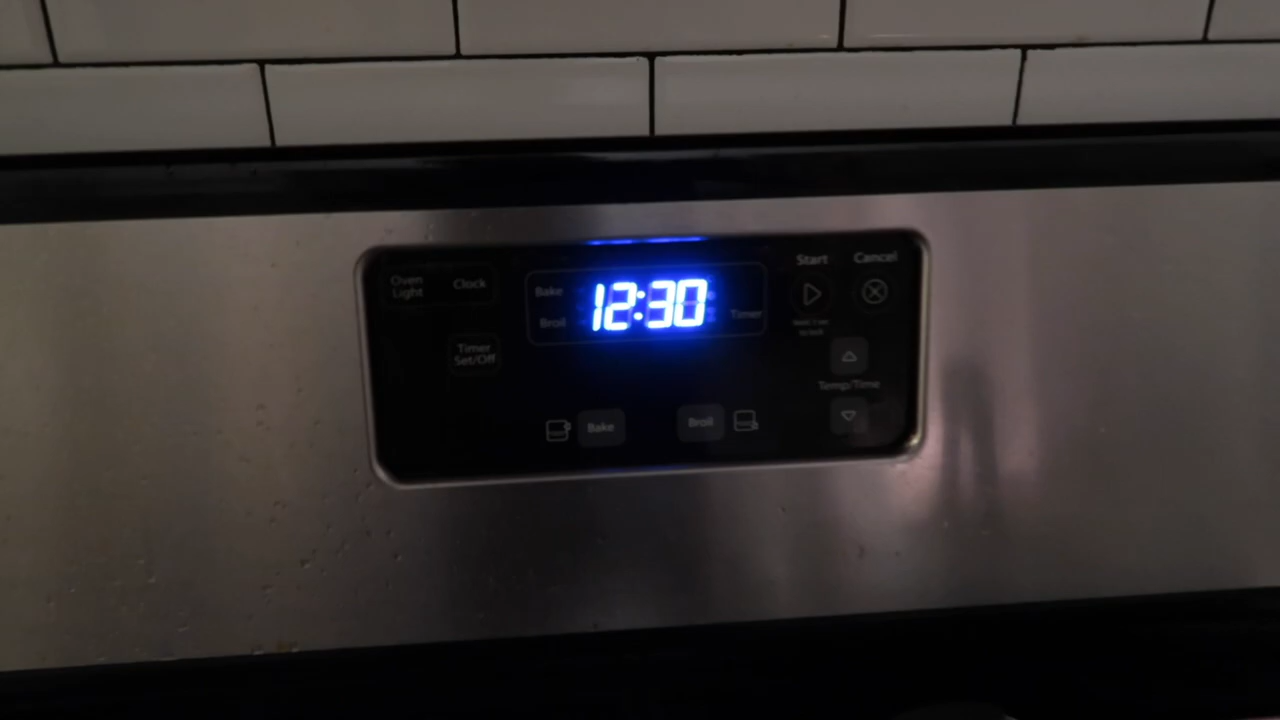 Oven
Light
Clock
Timer
Set/Off
Bake
Broil
12:30
Timer
Start
Cancel
Temp/Time
Bake
Broil